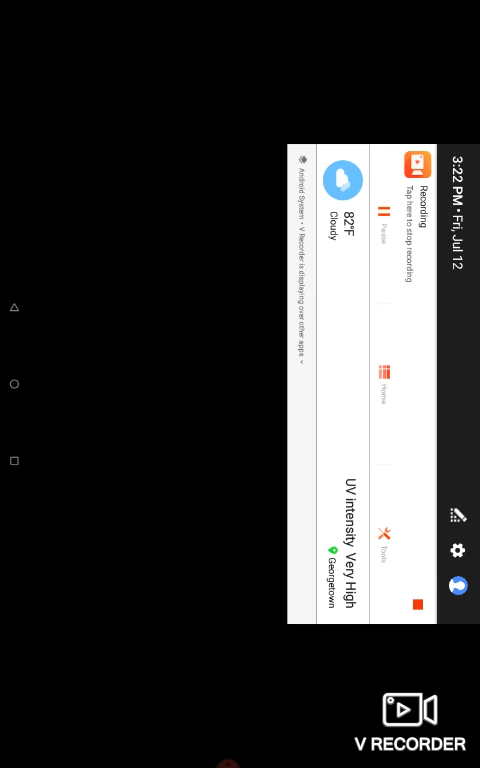 3:22 PM • Fri, Jul 12
Recording
Tap here to stop recording
Pause
Home
Tools
82°F
Cloudy
UV intensity Very High
Georgetown
Android System • V Recorder is displaying over other apps
V RECORDER